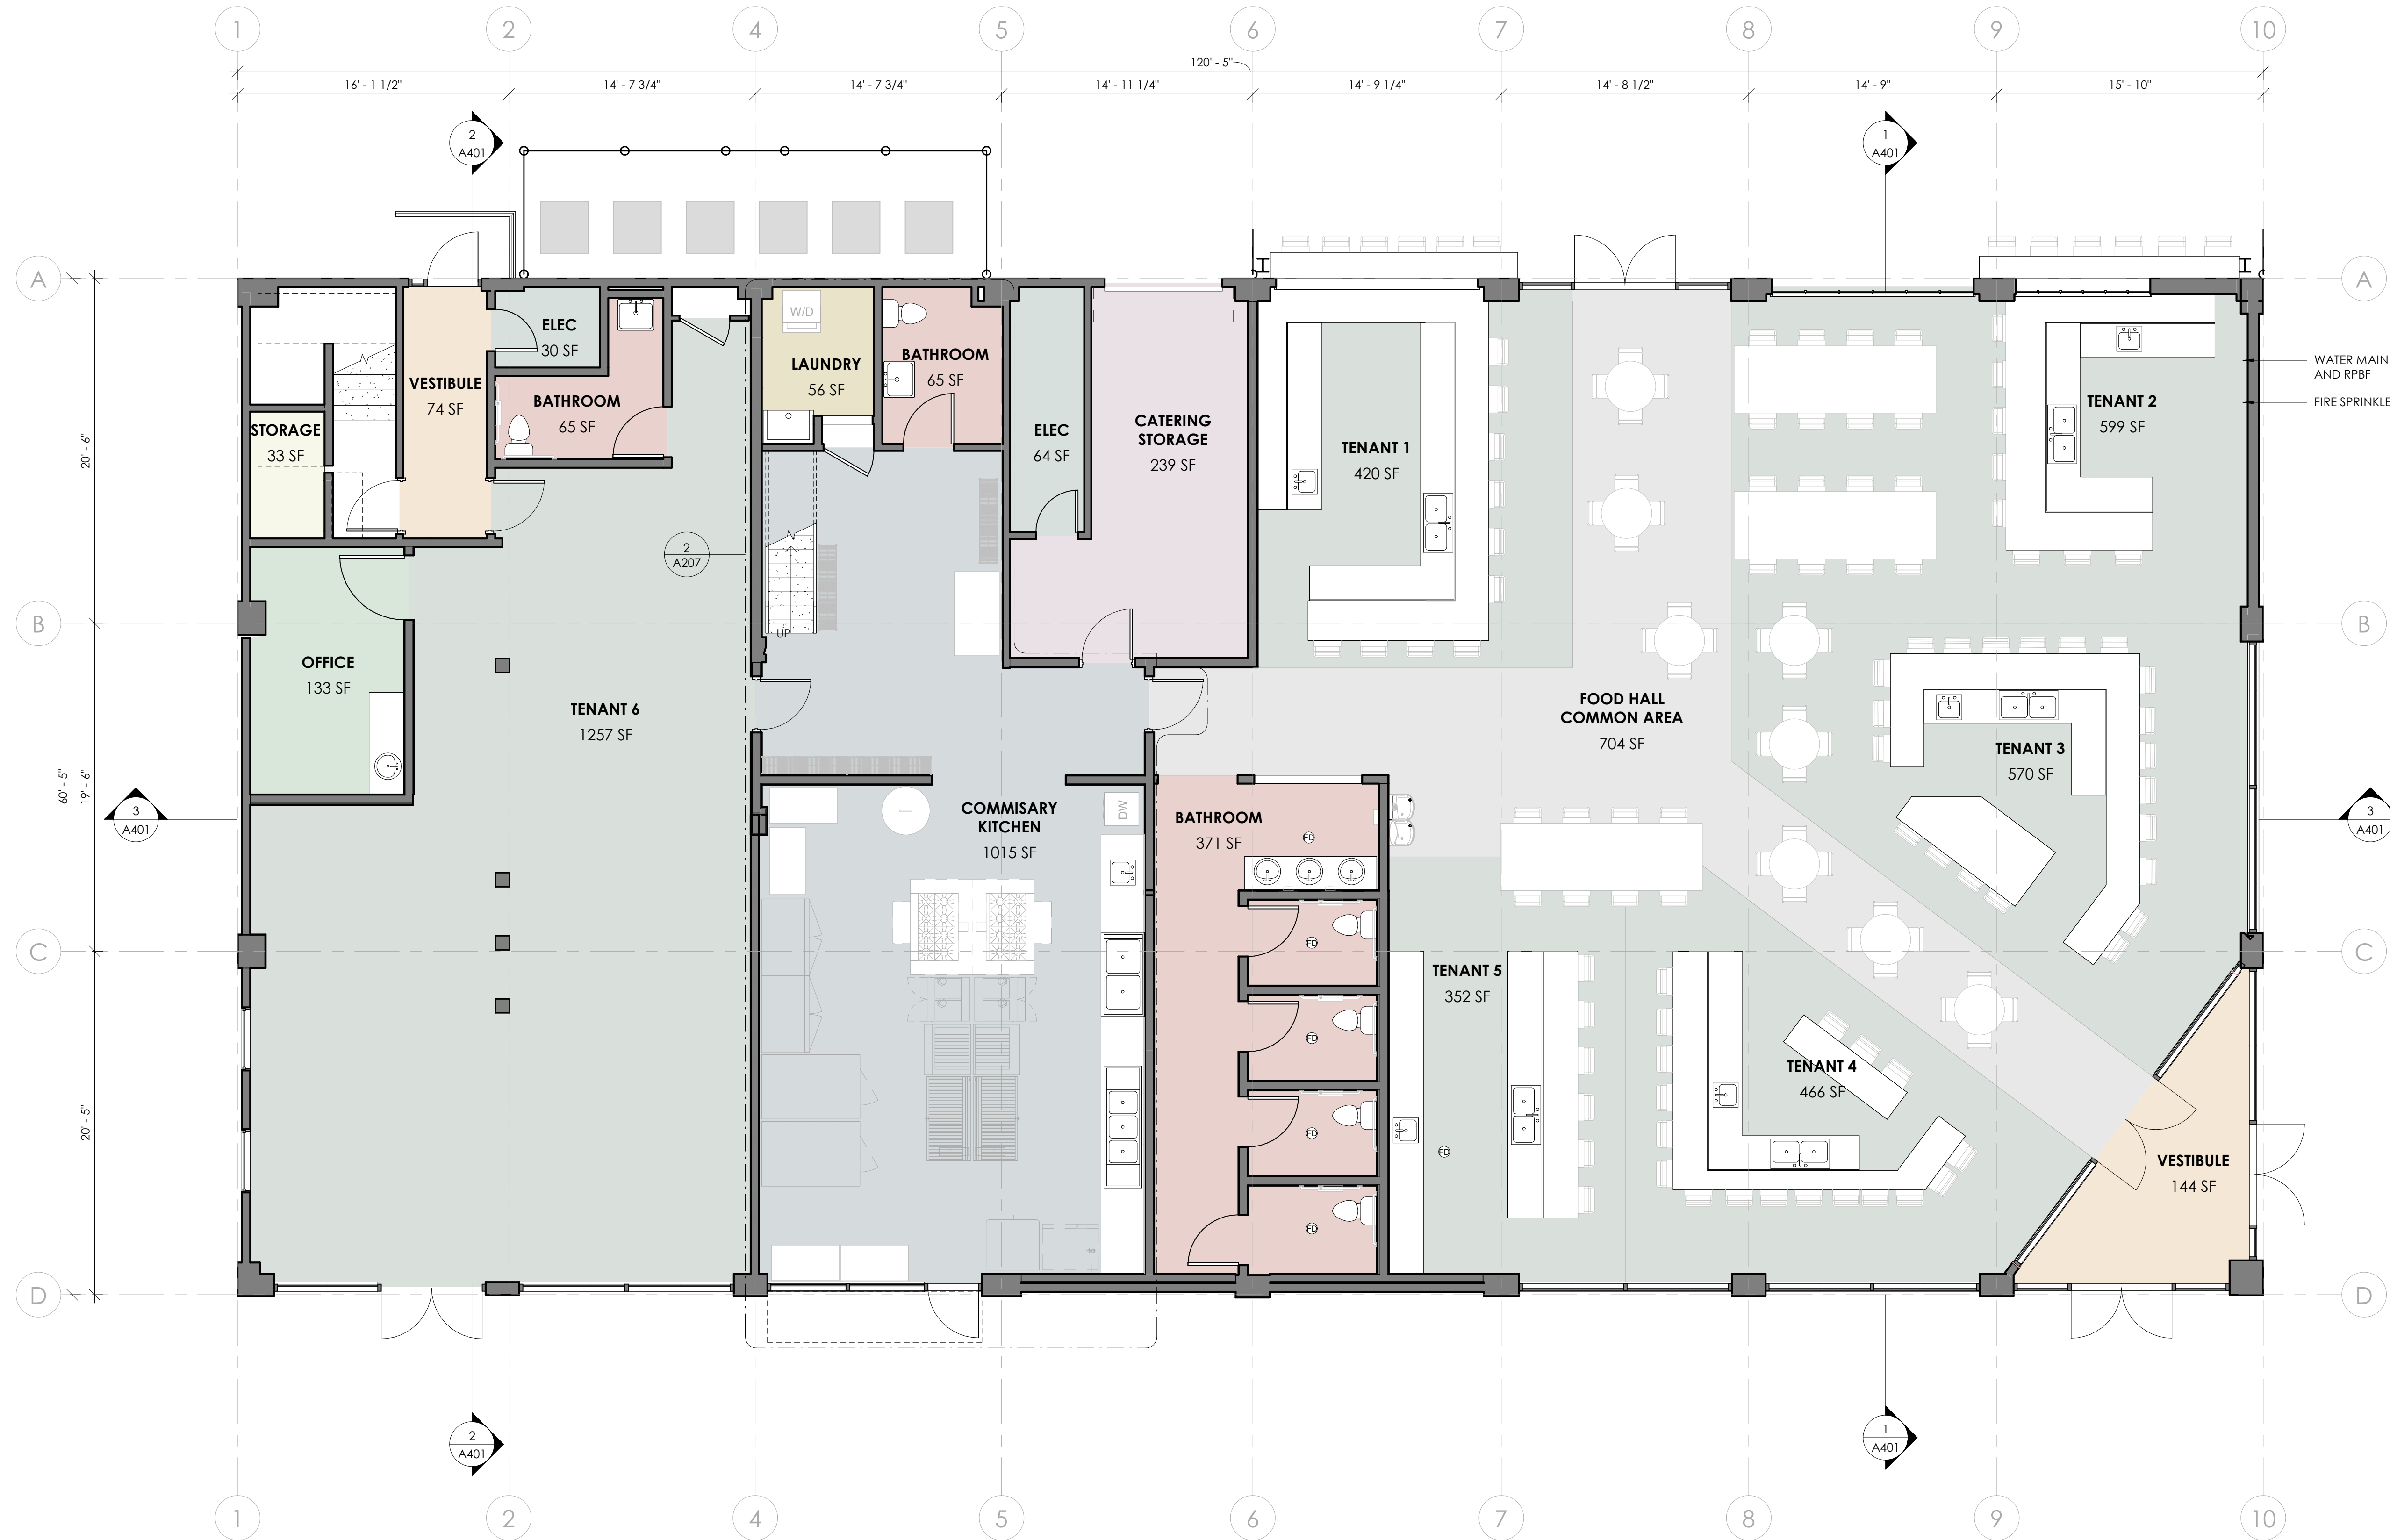 1 2 4 5 6 7 8 9 10
120' - 5"
16' - 1 1/2" 14' - 7 3/4" 14' - 7 3/4" 14' - 11 1/4" 14' - 9 1/4" 14' - 8 1/2" 14' - 9" 15' - 10"
2
A401
1
A401
A
A
W/D
ELEC
30 SF
LAUNDRY
56 SF
BATHROOM
65 SF
VESTIBULE
74 SF
BATHROOM
65 SF
STORAGE
33 SF
ELEC
64 SF
CATERING
STORAGE
239 SF
TENANT 1
420 SF
TENANT 2
599 SF
WATER MAIN
AND RPBF
FIRE SPRINKLE
20' - 6"
2
A207
UP
B
B
OFFICE
133 SF
TENANT 6
1257 SF
FOOD HALL
COMMON AREA
704 SF
TENANT 3
570 SF
60' - 5"
19' - 6"
3
A401
3
A401
COMMISARY
KITCHEN
1015 SF
DW
BATHROOM
371 SF
FD
FD
FD
FD
FD
C
C
TENANT 5
352 SF
FD
TENANT 4
466 SF
VESTIBULE
144 SF
20' - 5"
D
D
2
A401
1
A401
1 2 4 5 6 7 8 9 10